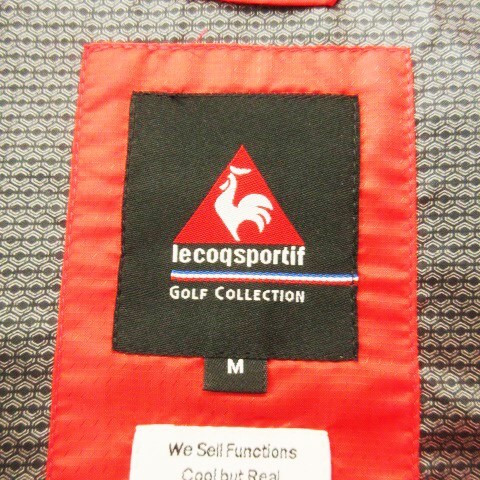 lecoqsportif
GOLF COLLECTION
M
We Sell Functions
Cool but Real